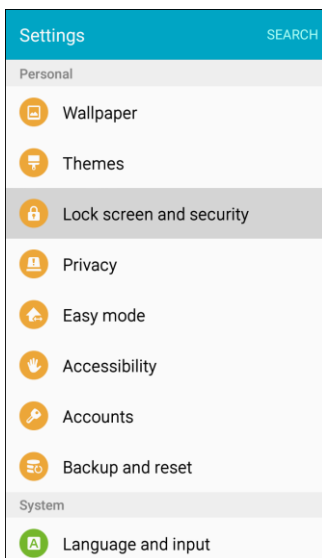 Settings
SEARCH
Personal
Wallpaper
Themes
Lock screen and security
Privacy
Easy mode
Accessibility
Accounts
Backup and reset
System
A
Language and input